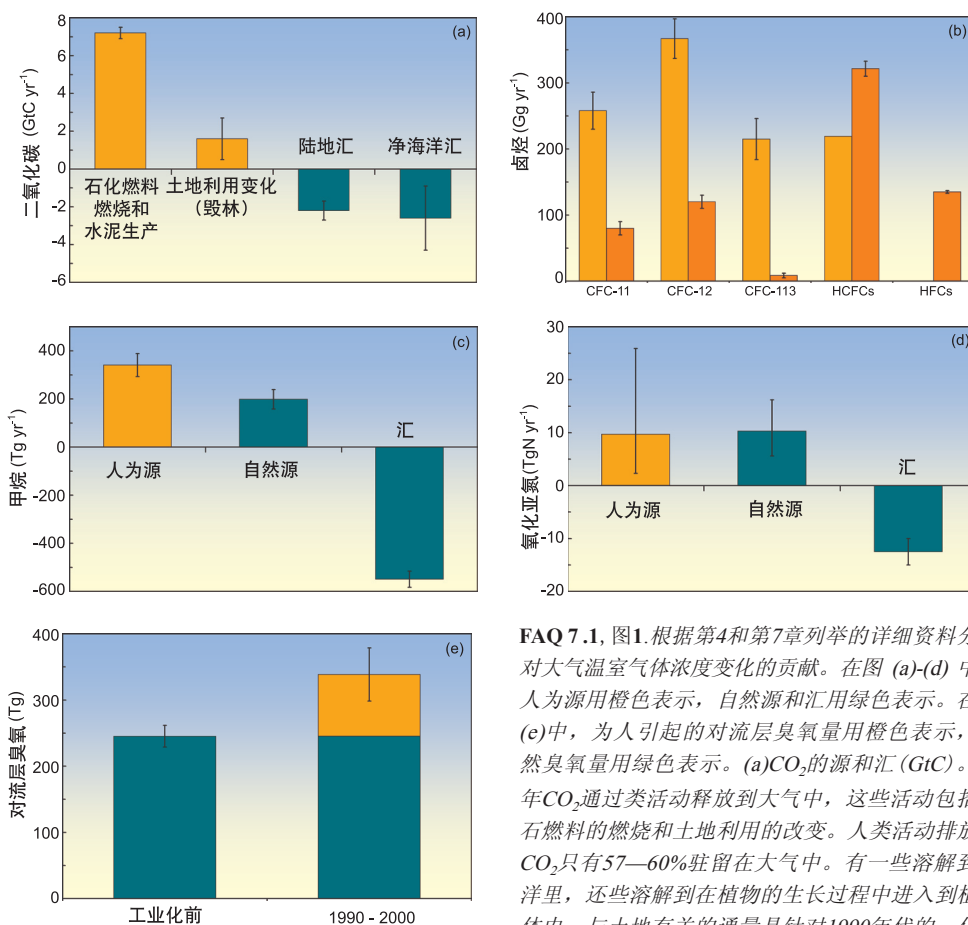 (a)
8
6
4
2
0
-2
-4
-6
二氧化碳 (GtC yr⁻¹)
石化燃料
燃烧和
水泥生产
土地利用变化
(毁林)
陆地汇
净海洋汇
(b)
400
300
200
100
0
卤烃 (Gg yr⁻¹)
CFC-11
CFC-12
CFC-113
HCFCs
HFCs
(c)
400
200
0
-200
-400
-600
甲烷 (Tg yr⁻¹)
人为源
自然源
汇
(d)
30
20
10
0
-10
-20
氧化亚氮(TgN yr⁻¹)
人为源
自然源
汇
(e)
400
300
200
100
0
对流层臭氧 (Tg)
工业化前
1990 - 2000
FAQ 7.1, 图1.根据第4和第7章列举的详细资料分
对大气温室气体浓度变化的贡献。在图 (a)-(d) 中
人为源用橙色表示，自然源和汇用绿色表示。在
(e)中，为人引起的对流层臭氧量用橙色表示，
然臭氧量用绿色表示。(a)CO₂的源和汇(GtC)。
年CO₂通过类活动释放到大气中，这些活动包括
石燃料的燃烧和土地利用的改变。人类活动排放
CO₂只有57—60%驻留在大气中。有一些溶解到
洋里，还些溶解到在植物的生长过程中进入到植